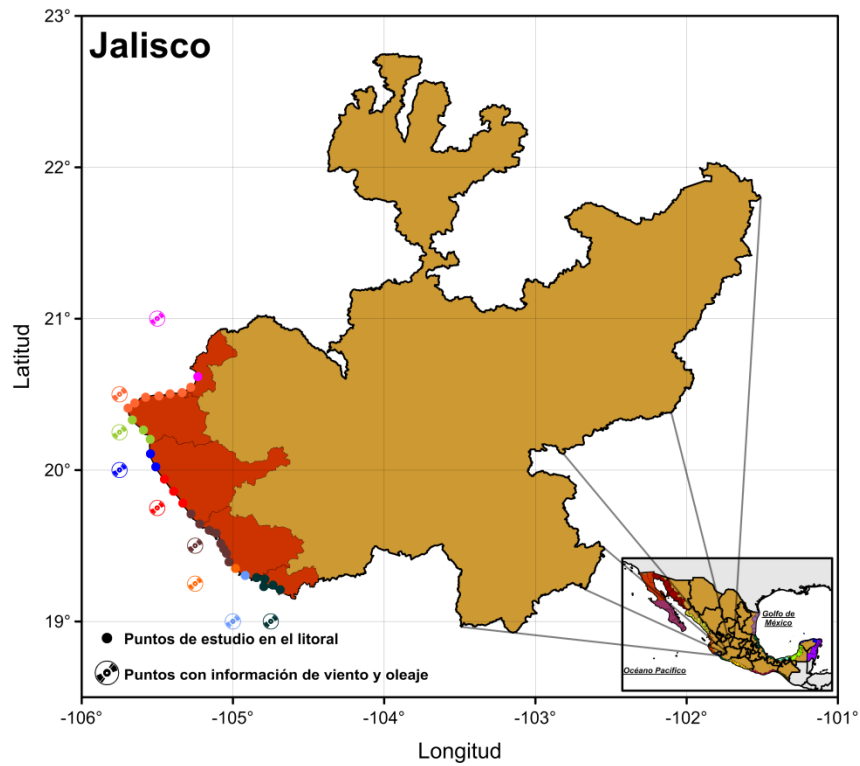 Jalisco
23°
22°
21°
20°
19°
Latitud
Puntos de estudio en el litoral
Puntos con información de viento y oleaje
Golfo de
México
Océano Pacífico
-106°
-105°
-104°
-103°
-102°
-101°
Longitud